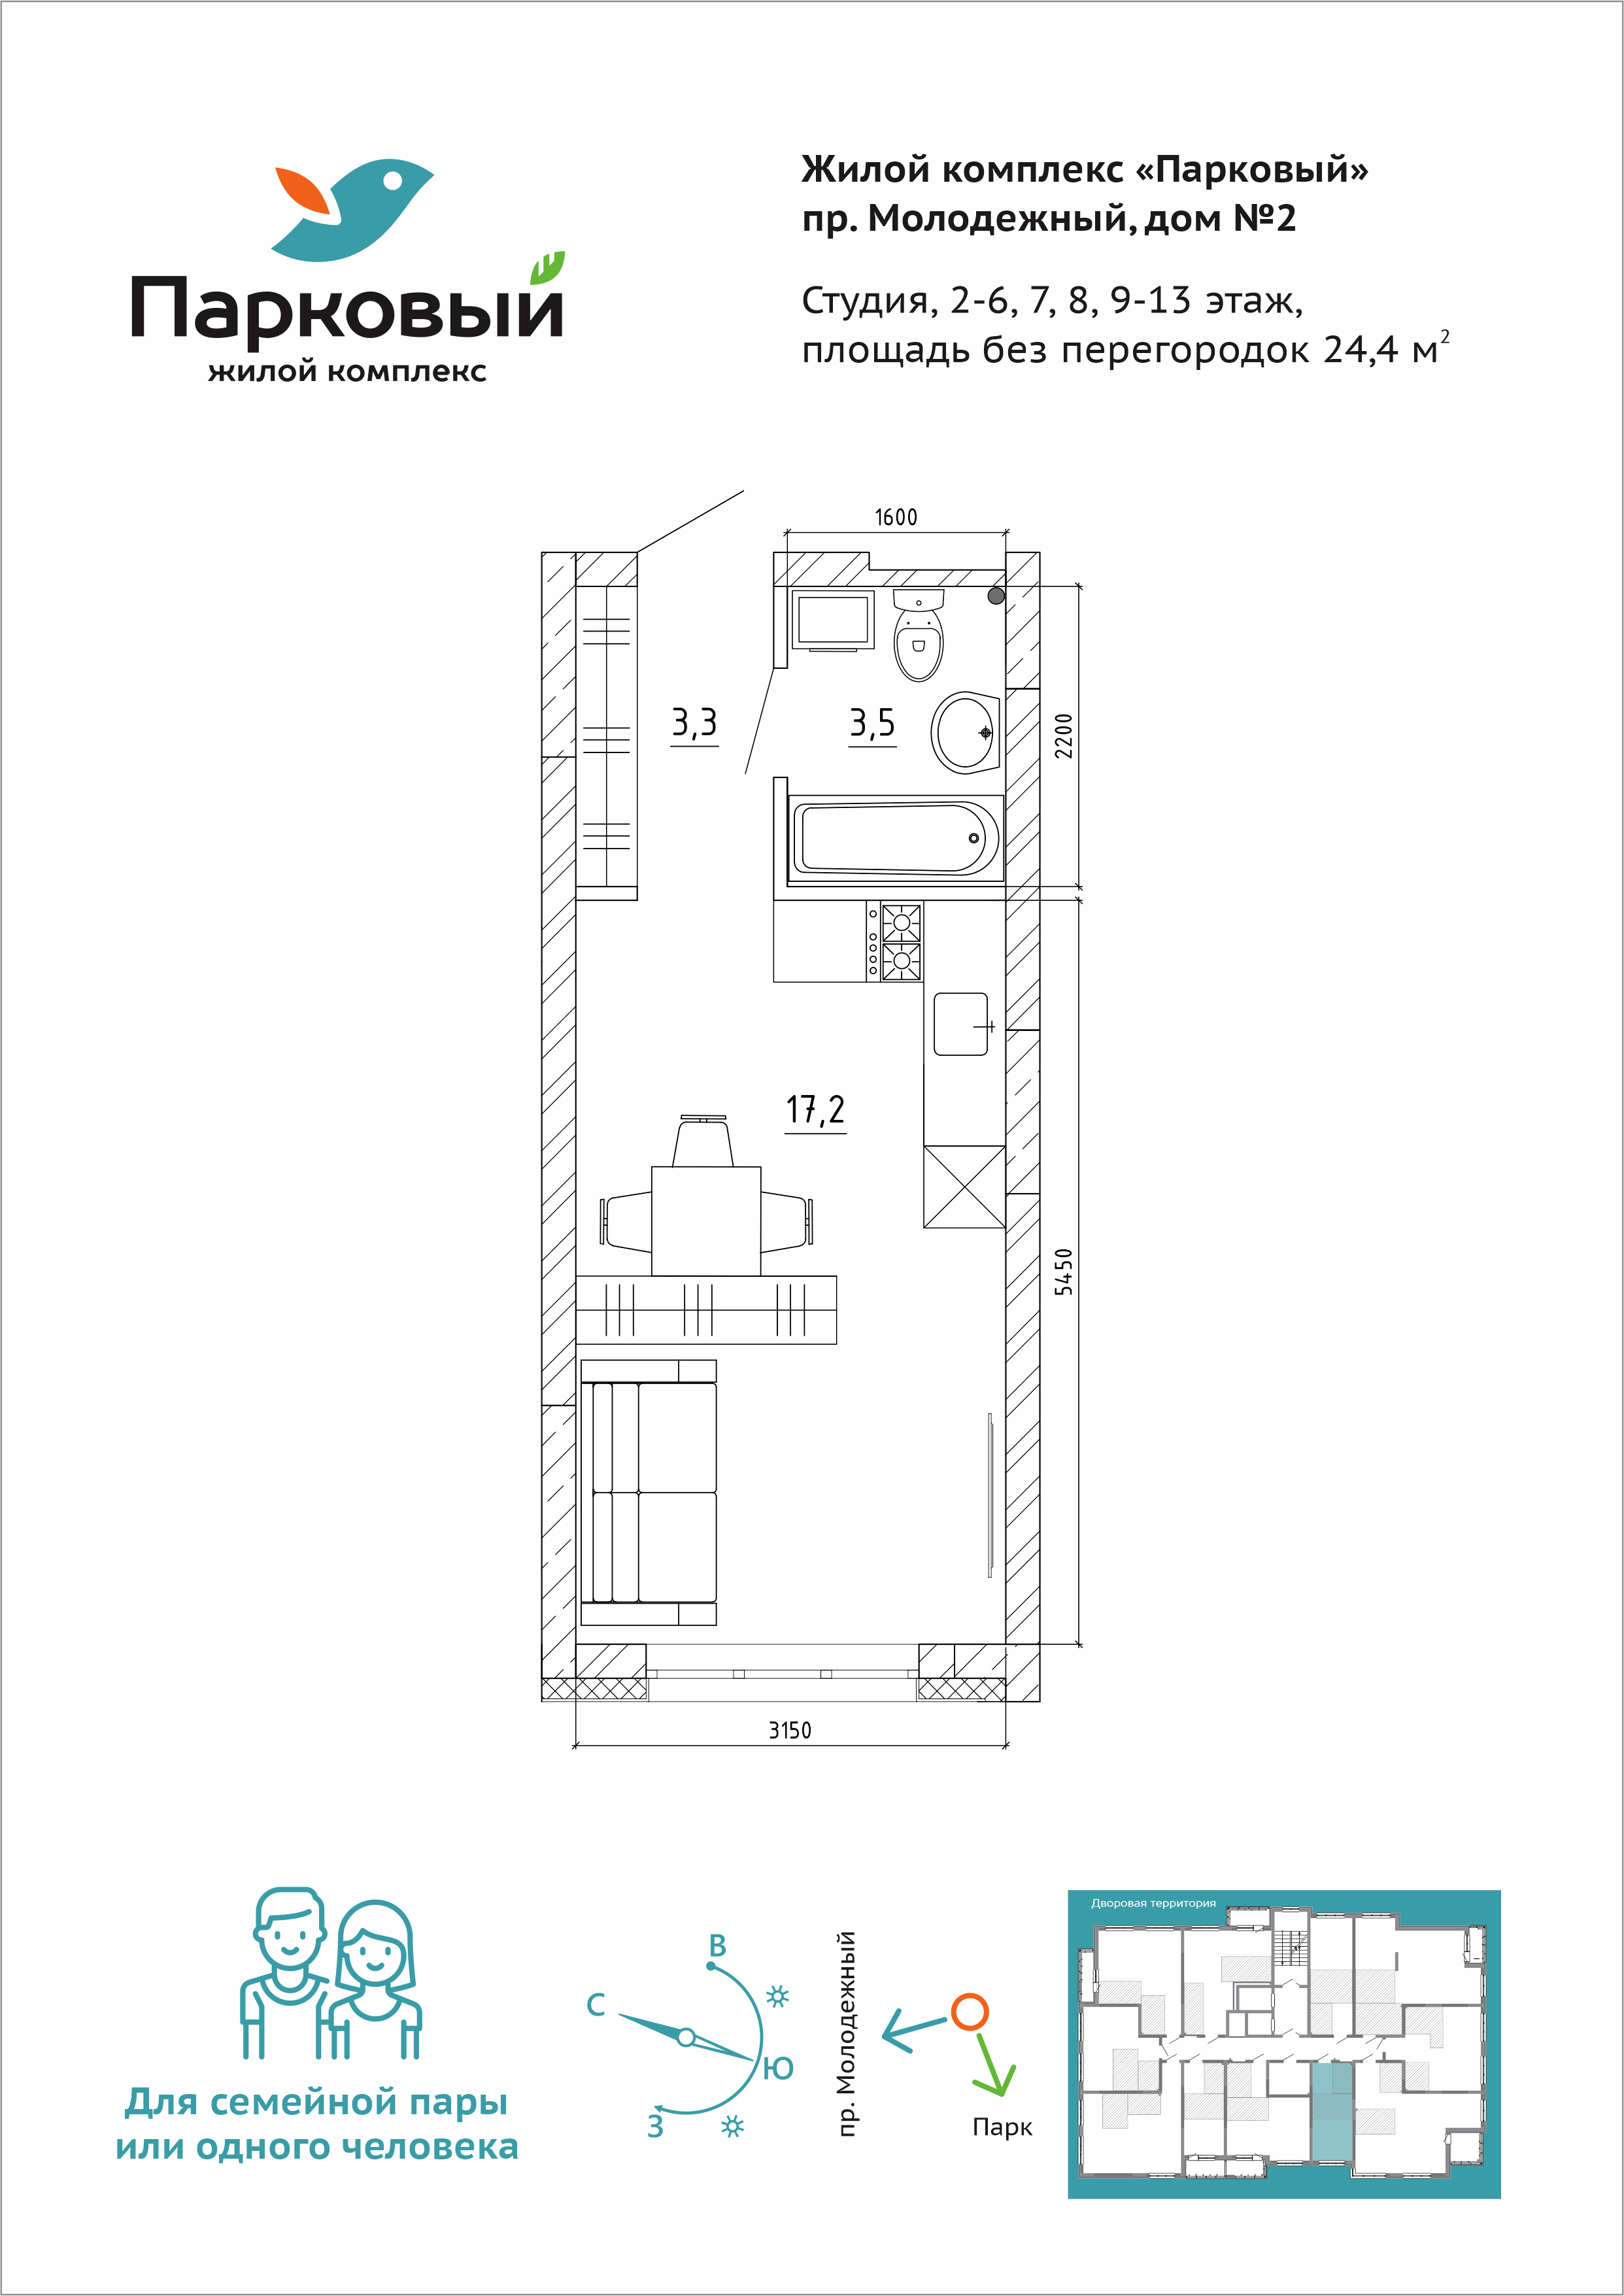 Парковый
жилой комплекс
Жилой комплекс «Парковый»
пр. Молодежный, дом №2
Студия, 2-6, 7, 8, 9-13 этаж,
площадь без перегородок 24,4 м²
1600
3,3
3,5
2200
17,2
5450
3150
Для семейной пары
или одного человека
В
С
Ю
З
пр. Молодежный
Парк
Дворовая территория